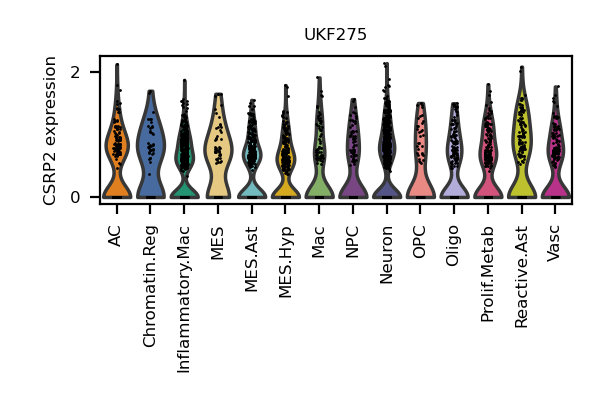 UKF275
CSRP2 expression
2
0
AC
Chromatin.Reg
Inflammatory.Mac
MES
MES.Ast
MES.Hyp
Mac
NPC
Neuron
OPC
Oligo
Prolif.Metab
Reactive.Ast
Vasc